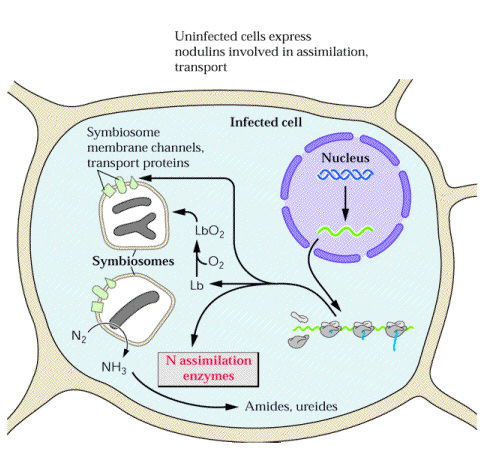 Uninfected cells express
nodulins involved in assimilation,
transport
Infected cell
Symbiosome
membrane channels,
transport proteins
Nucleus
LbO₂
O₂
Symbiosomes
Lb
N₂
NH₃
N assimilation
enzymes
Amides, ureides